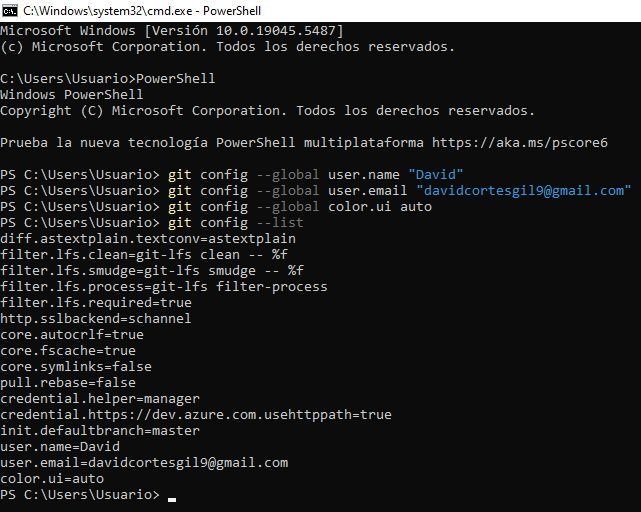 C:\Windows\system32\cmd.exe - PowerShell
Microsoft Windows [Versión 10.0.19045.5487]
(c) Microsoft Corporation. Todos los derechos reservados.
C:\Users\Usuario>PowerShell
Windows PowerShell
Copyright (C) Microsoft Corporation. Todos los derechos reservados.
Prueba la nueva tecnología PowerShell multiplataforma https://aka.ms/pscore6
PS C:\Users\Usuario> git config --global user.name "David"
PS C:\Users\Usuario> git config --global user.email "davidcortesgil9@gmail.com"
PS C:\Users\Usuario> git config --global color.ui auto
PS C:\Users\Usuario> git config --list
diff.astextplain.textconv=astextplain
filter.lfs.clean=git-lfs clean -- %f
filter.lfs.smudge=git-lfs smudge -- %f
filter.lfs.process=git-lfs filter-process
filter.lfs.required=true
http.sslbackend=schannel
core.autocrlf=true
core.fscache=true
core.symlinks=false
pull.rebase=false
credential.helper=manager
credential.https://dev.azure.com.usehttppath=true
init.defaultbranch=master
user.name=David
user.email=davidcortesgil9@gmail.com
color.ui=auto
PS C:\Users\Usuario>